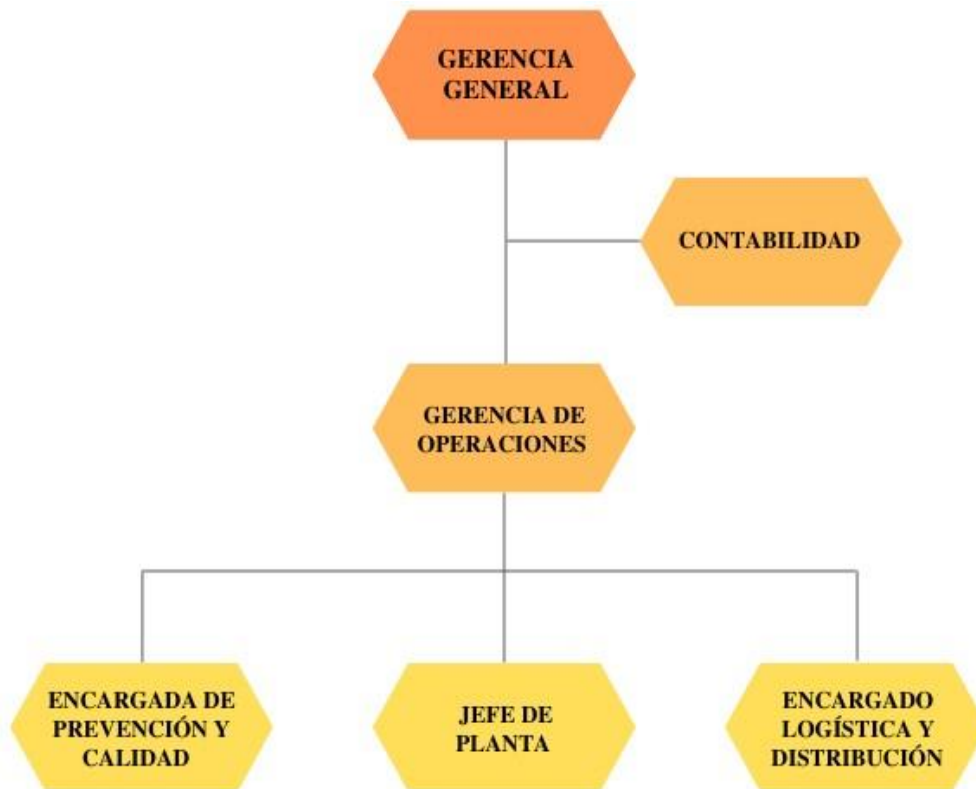 GERENCIA
GENERAL
CONTABILIDAD
GERENCIA DE
OPERACIONES
ENCARGADA DE
PREVENCIÓN Y
CALIDAD
JEFE DE
PLANTA
ENCARGADO
LOGÍSTICA Y
DISTRIBUCIÓN